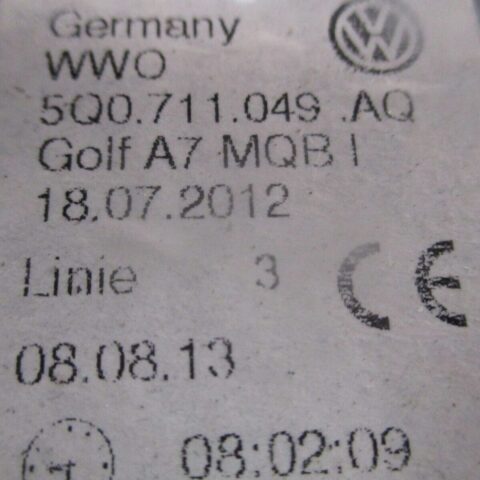 Germany
WWO
5Q0.711.049 .AQ
Golf A7 MQB I
18.07.2012
Linie 3
CE
08.08.13
08:02:09